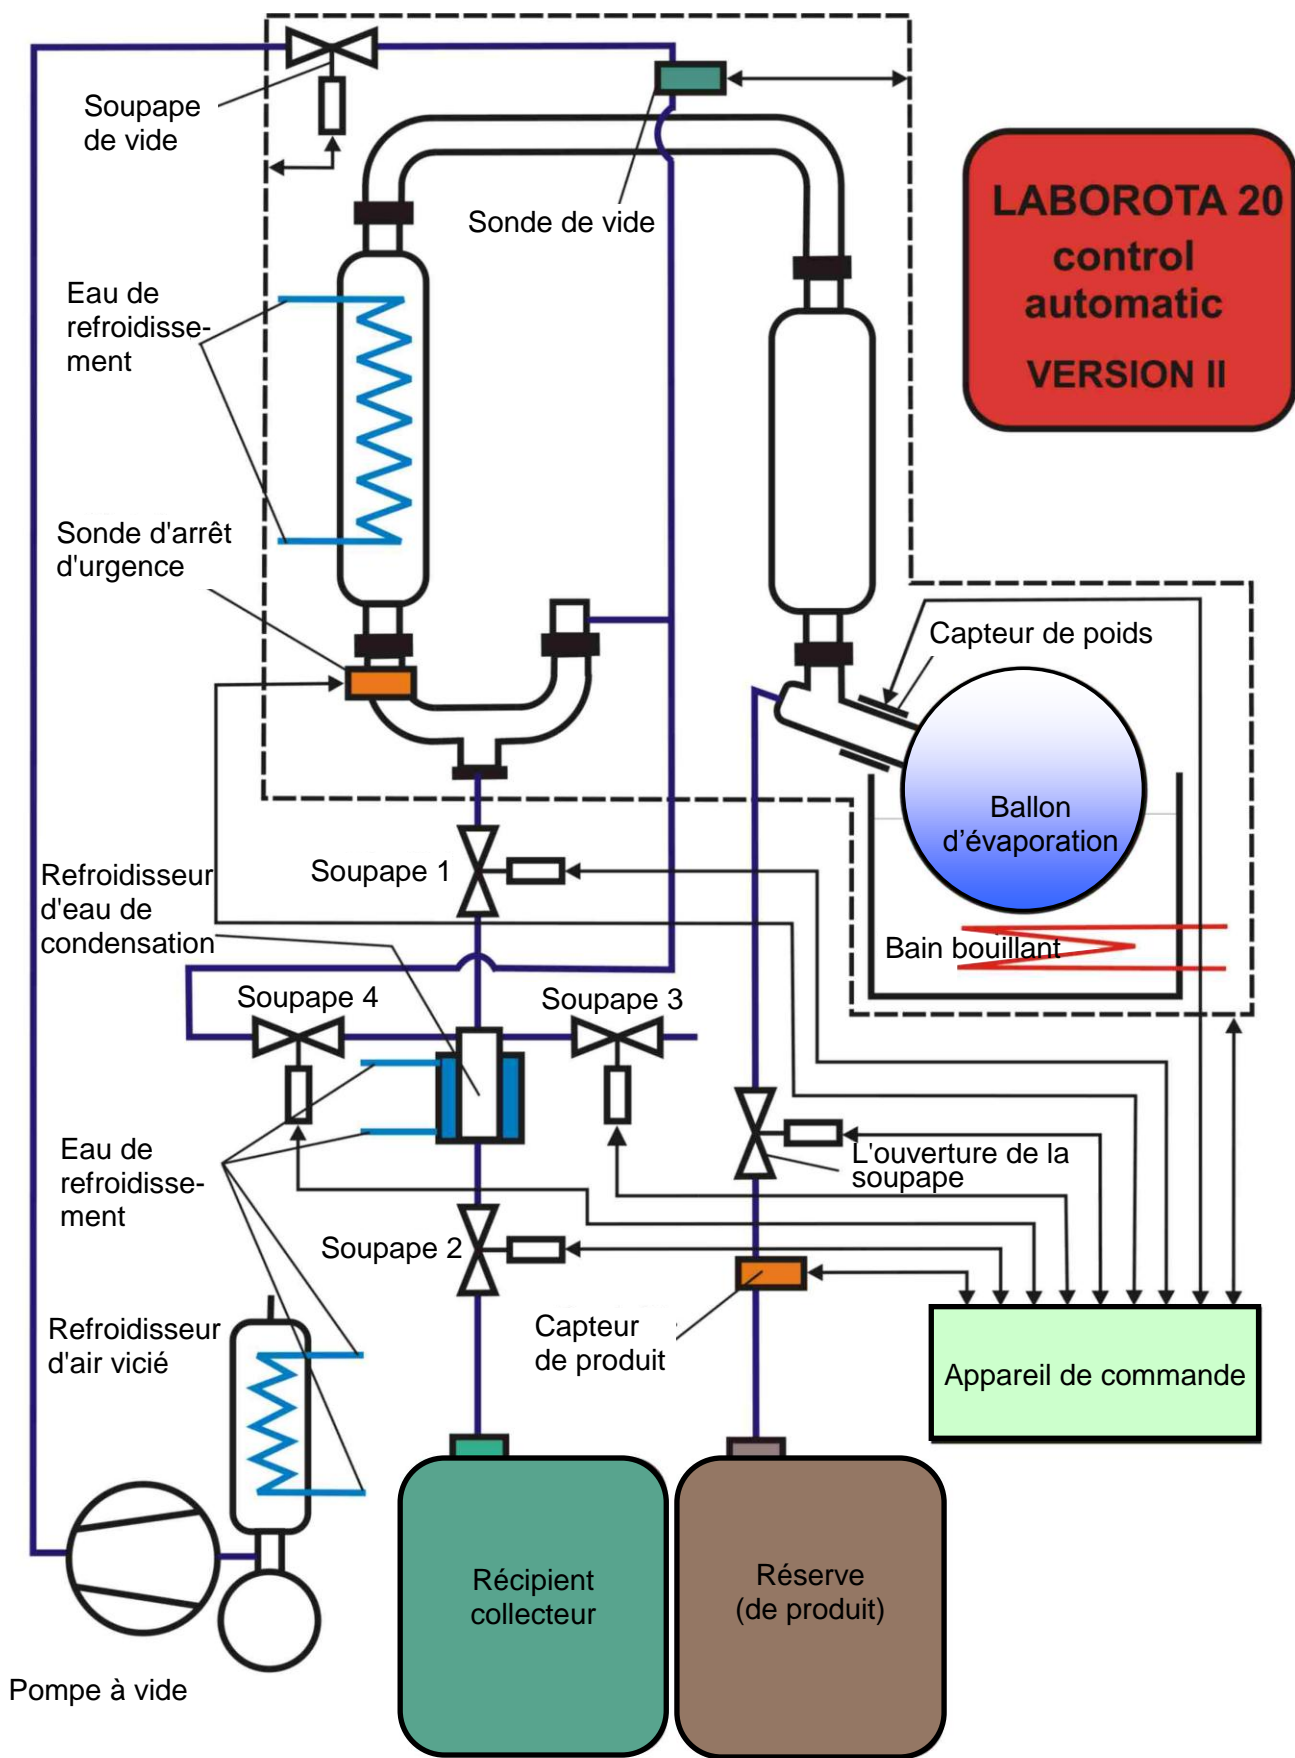 Soupape
de vide
LABOROTA 20
control
automatic
VERSION II
Sonde de vide
Eau de
refroidisse-
ment
Sonde d'arrêt
d'urgence
Capteur de poids
Ballon
d'évaporation
Soupape 1
Refroidisseur
d'eau de
condensation
Bain bouillant
Soupape 4
Soupape 3
Eau de
refroidisse-
ment
L'ouverture de la
soupape
Soupape 2
Refroidisseur
d'air vicié
Capteur
de produit
Appareil de commande
Récipient
collecteur
Réserve
(de produit)
Pompe à vide